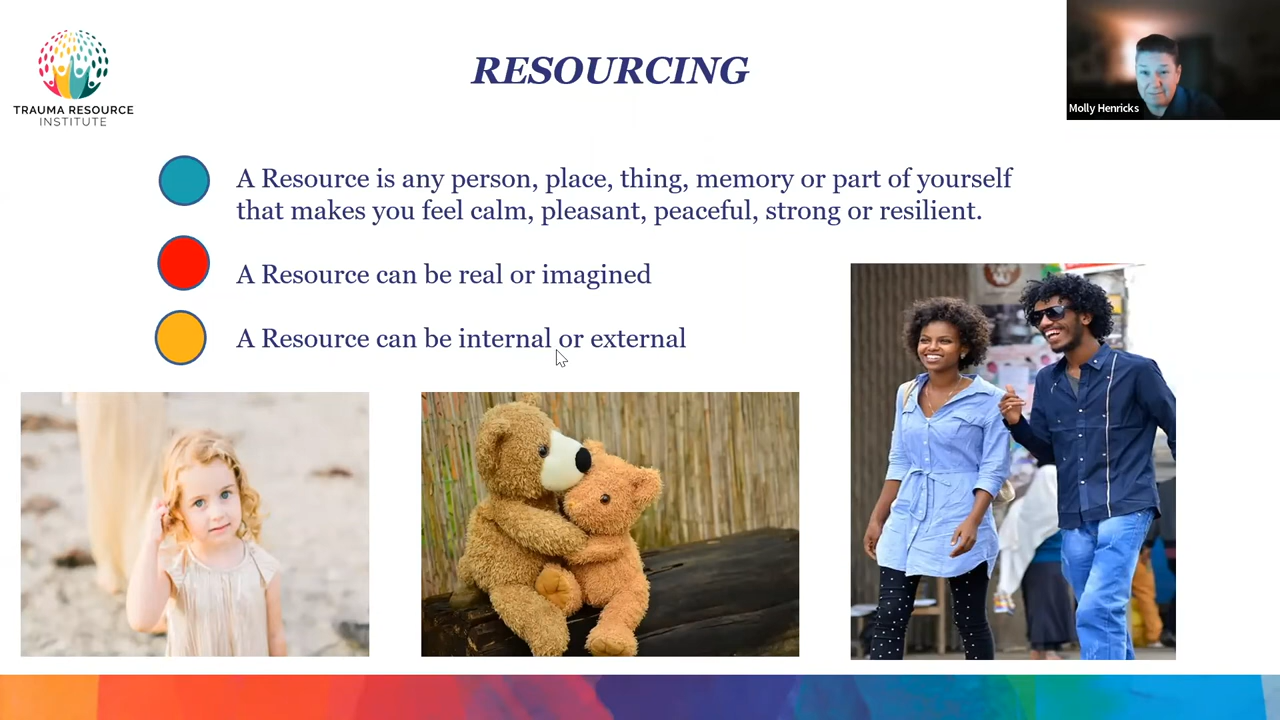 RESOURCING
TRAUMA RESOURCE
INSTITUTE
Molly Henricks
A Resource is any person, place, thing, memory or part of yourself
that makes you feel calm, pleasant, peaceful, strong or resilient.
A Resource can be real or imagined
A Resource can be internal or external